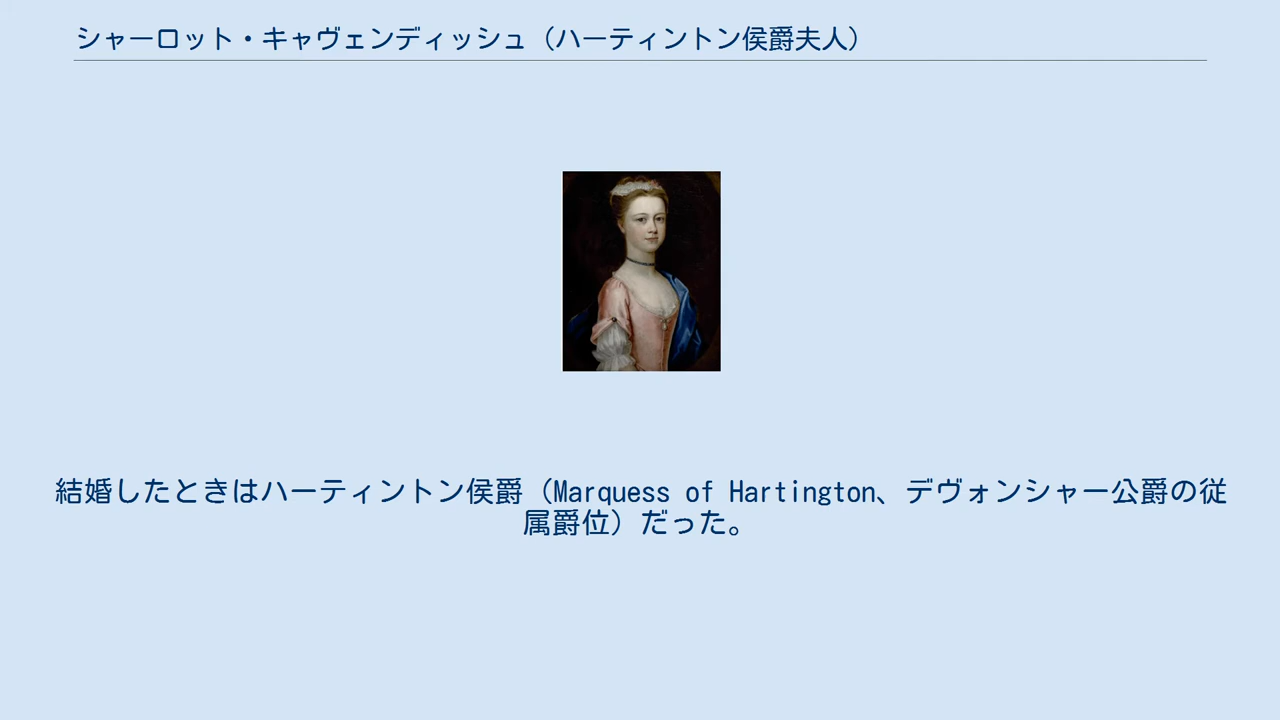 シャーロット・キャヴェンディッシュ（ハーティントン侯爵夫人）
結婚したときはハーティントン侯爵（Marquess of Hartington、デヴォンシャー公爵の従
属爵位）だった。